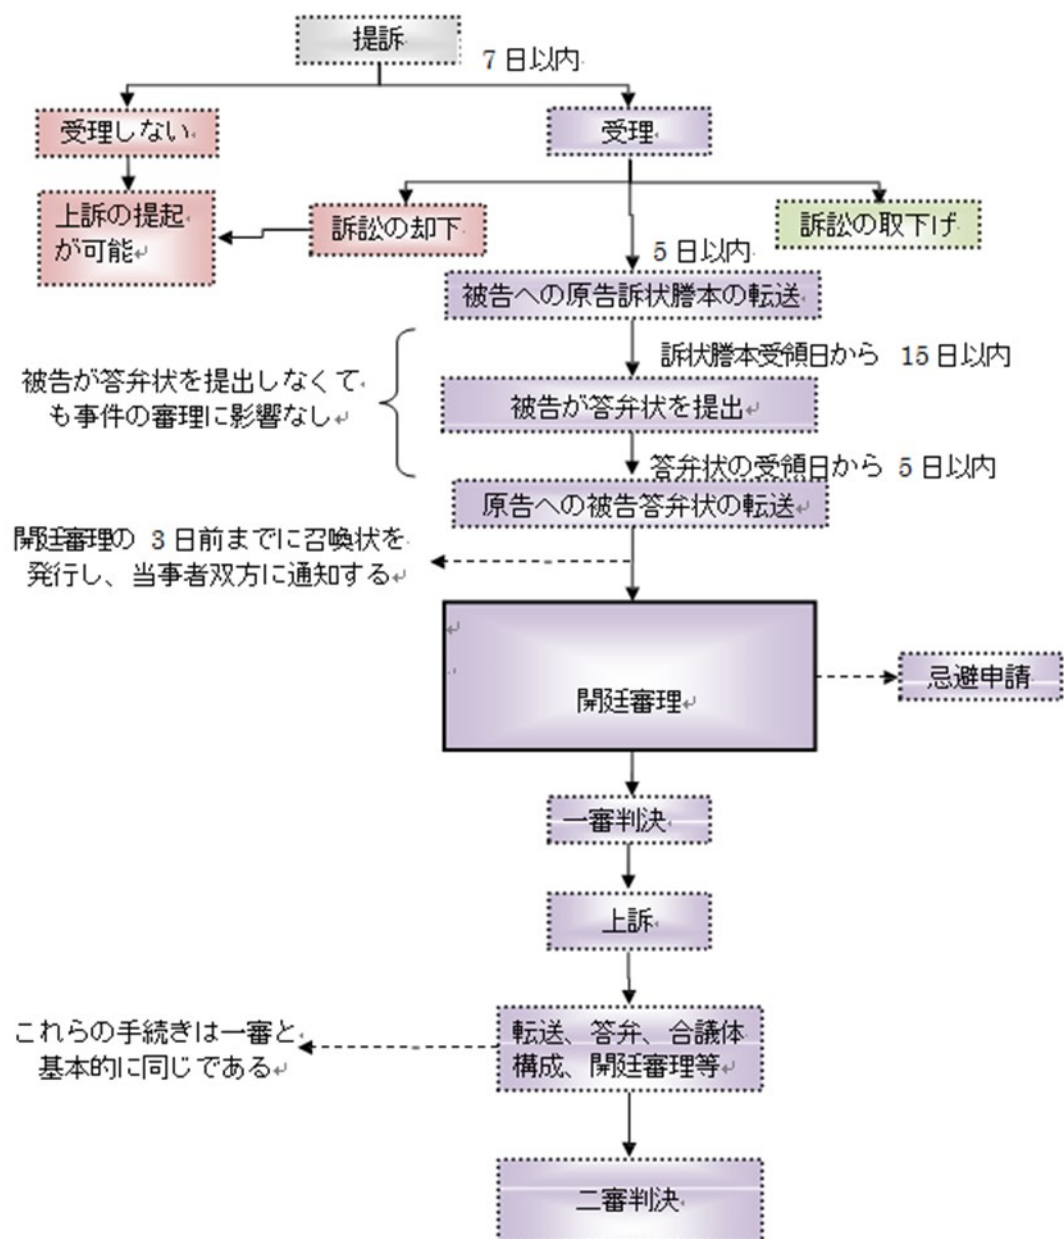 提訴
7 日以内
受理しない
受理
上訴の提起
が可能
訴訟の却下
訴訟の取下げ
5 日以内
被告への原告訴状謄本の転送
訴状謄本受領日から 15日以内
被告が答弁状を提出しなくて
も事件の審理に影響なし
被告が答弁状を提出
答弁状の受領日から 5 日以内
原告への被告答弁状の転送
開廷審理の 3 日前までに召喚状を
発行し、当事者双方に通知する
開廷審理
忌避申請
一審判決
上訴
これらの手続きは一審と
基本的に同じである
転送、答弁、合議体
構成、開廷審理等
二審判決